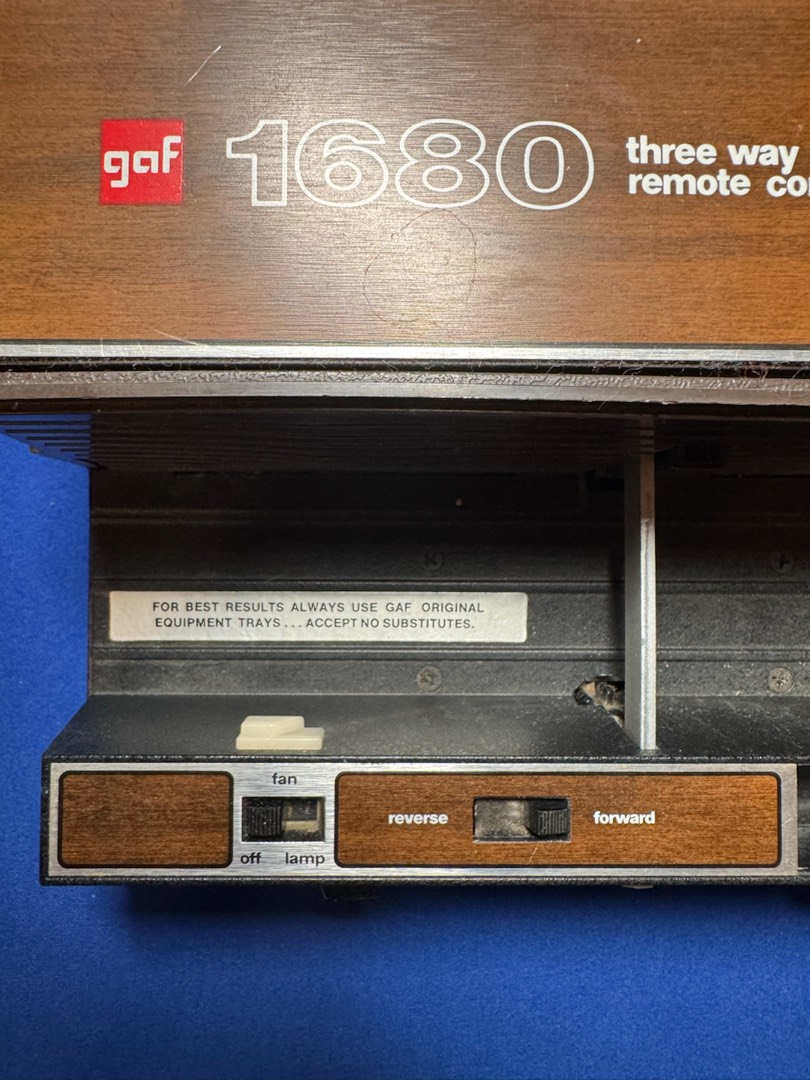 gaf 1680 three way
remote
FOR BEST RESULTS ALWAYS USE GAF ORIGINAL
EQUIPMENT TRAYS...ACCEPT NO SUBSTITUTES.
fan
reverse forward
off lamp